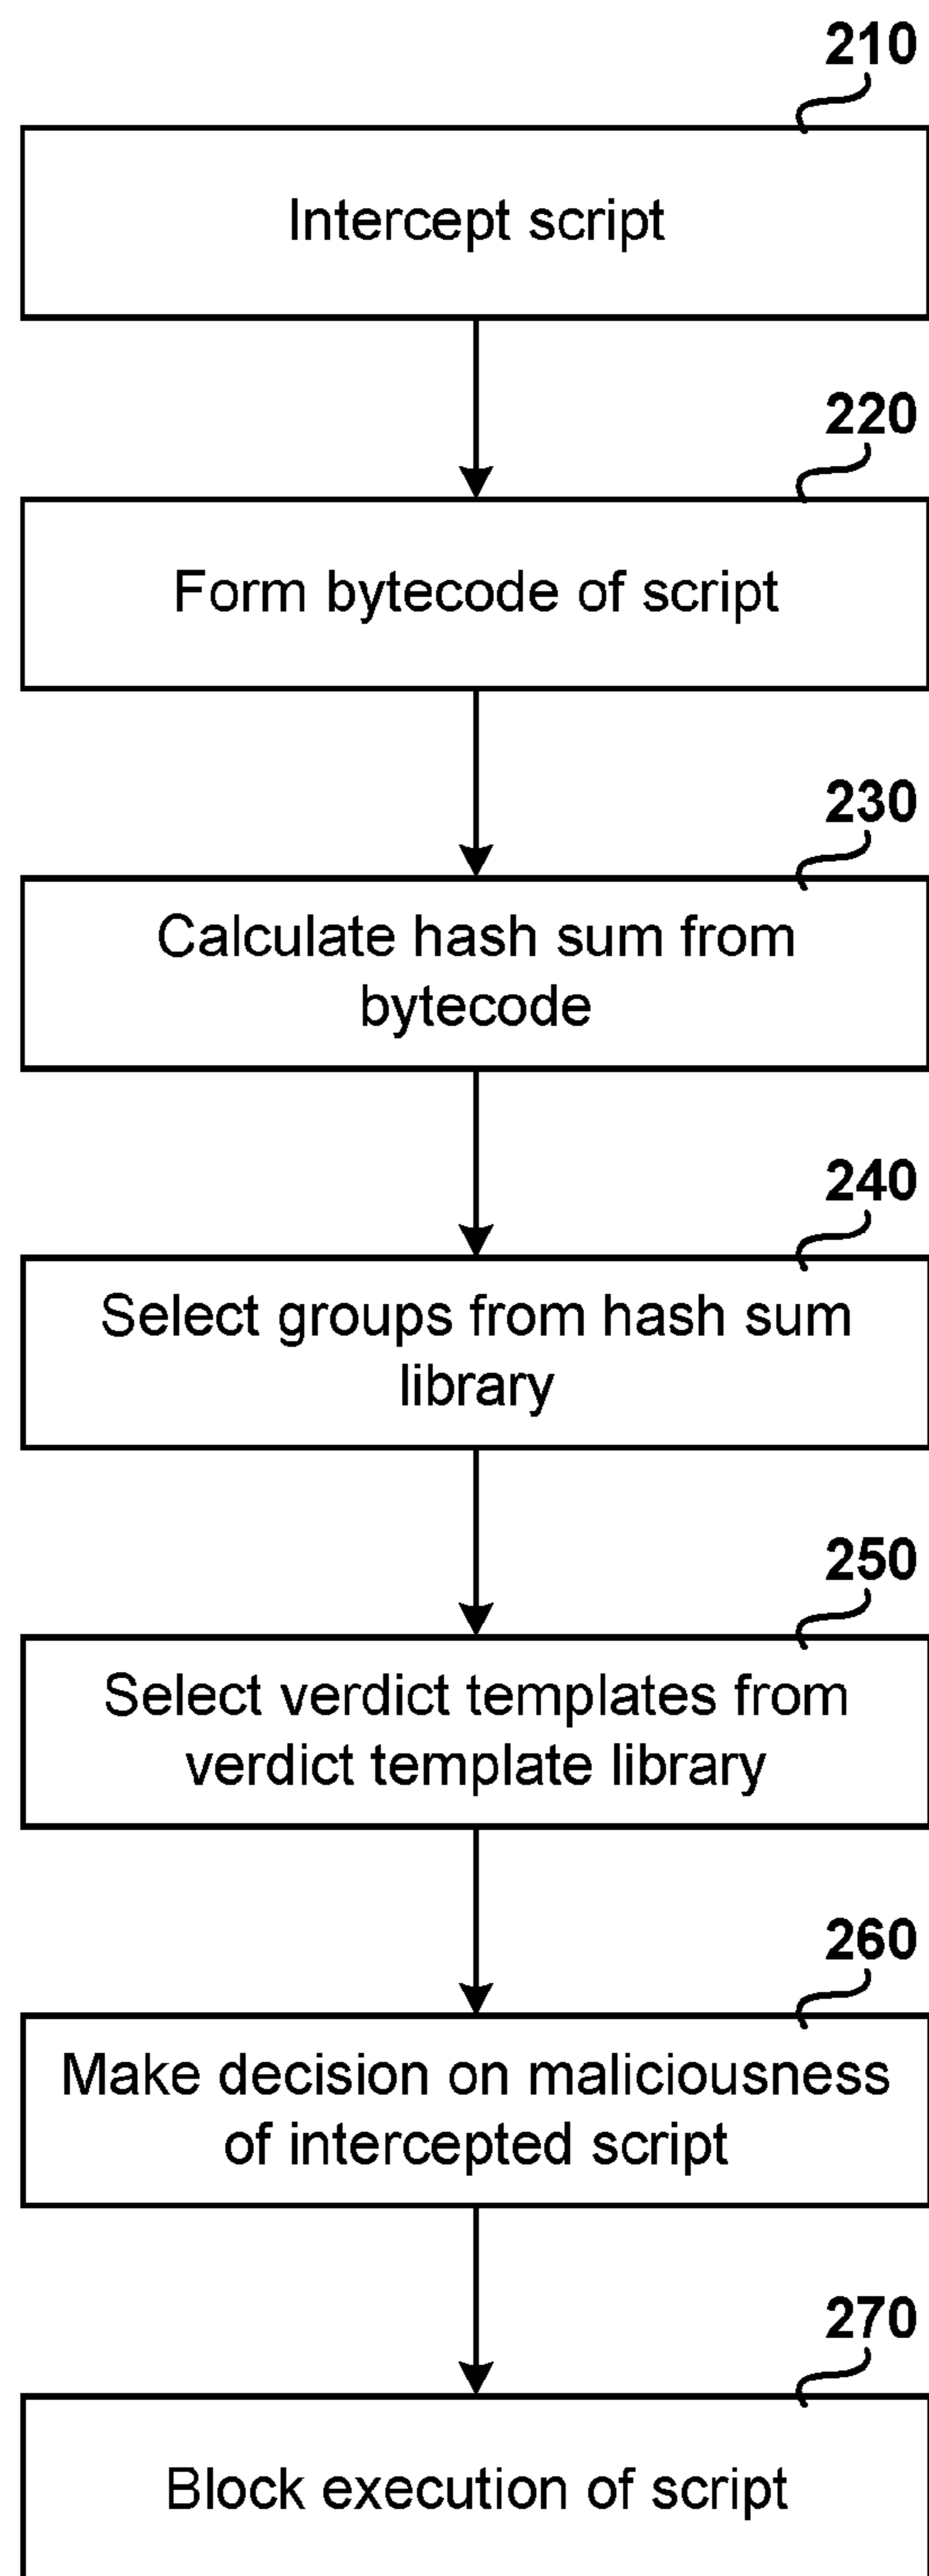 210
Intercept script
220
Form bytecode of script
230
Calculate hash sum from
bytecode
240
Select groups from hash sum
library
250
Select verdict templates from
verdict template library
260
Make decision on maliciousness
of intercepted script
270
Block execution of script